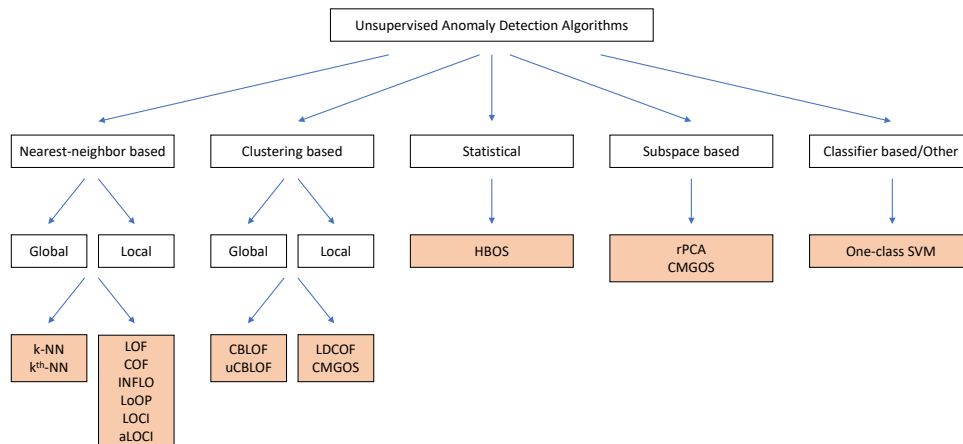 Unsupervised Anomaly Detection Algorithms
Nearest-neighbor based
Clustering based
Statistical
Subspace based
Classifier based/Other
Global
Local
Global
Local
HBOS
rPCA
CMGOS
One-class SVM
k-NN
kᵗʰ-NN
LOF
COF
INFLO
LoOP
LOCI
aLOCI
CBLOF
uCBLOF
LDCOF
CMGOS